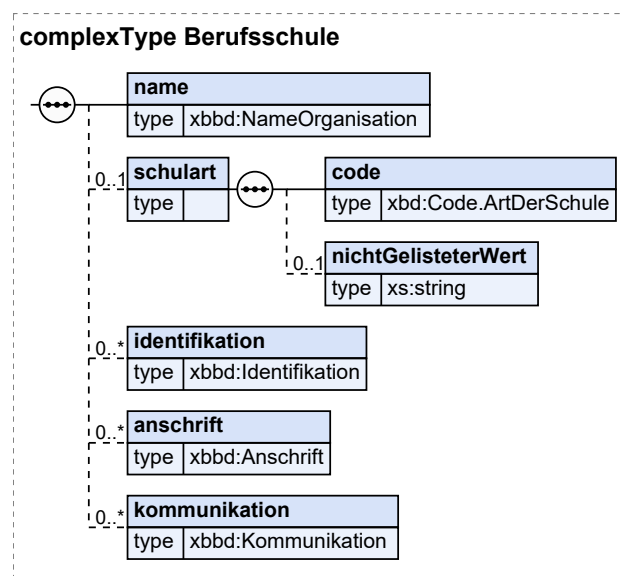 complexType Berufsschule
name
type xbbd:NameOrganisation
0..1 schulart code
type type xbd:Code.ArtDerSchule
0..1 nichtGelisteterWert
type xs:string
0..* identifikation
type xbbd:Identifikation
0..* anschrift
type xbbd:Anschrift
0..* kommunikation
type xbbd:Kommunikation